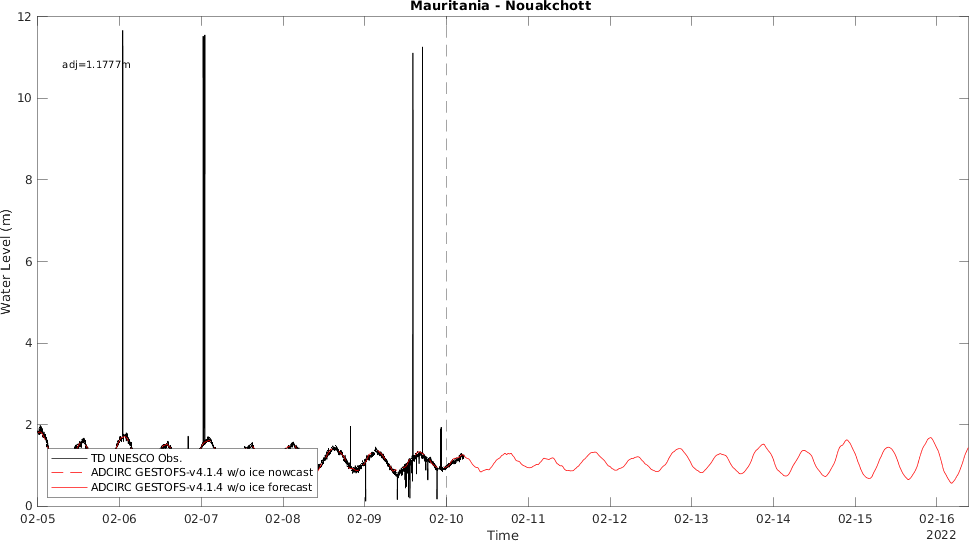 Mauritania - Nouakchott
12
adj=1.1777m
10
8
6
4
2
0
Water Level (m)
TD UNESCO Obs.
ADCIRC GESTOFS-v4.1.4 w/o ice nowcast
ADCIRC GESTOFS-v4.1.4 w/o ice forecast
02-05 02-06 02-07 02-08 02-09 02-10 02-11 02-12 02-13 02-14 02-15 02-16
Time
2022